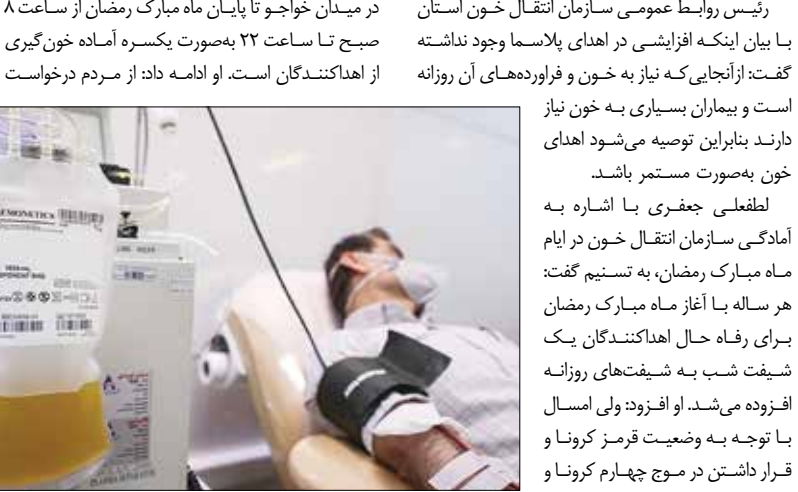 رئیس روابط عمومی سازمان انتقال خون استان
با بیان اینکه افزایشی در اهدای پلاسما وجود نداشته
گفت: ازآنجایی‌که نیاز به خون و فراورده‌های آن روزانه
است و بیماران بسیاری به خون نیاز
دارند بنابراین توصیه می‌شود اهدای
خون به‌صورت مستمر باشد.
لطفعلی جعفری با اشاره به
آمادگی سازمان انتقال خون در ایام
ماه مبارک رمضان، به تسنیم گفت:
هر ساله با آغاز ماه مبارک رمضان
برای رفاه حال اهداکنندگان یک
شیفت شب به شیفت‌های روزانه
افزوده می‌شد. او افزود: ولی امسال
با توجه به وضعیت قرمز کرونا و
قرار داشتن در موج چهارم کرونا و
در میدان خواجو تا پایان ماه مبارک رمضان از ساعت ۸
صبح تا ساعت ۲۲ به‌صورت یکسره آماده خون‌گیری
از اهداکنندگان است. او ادامه داد: از مردم درخواست